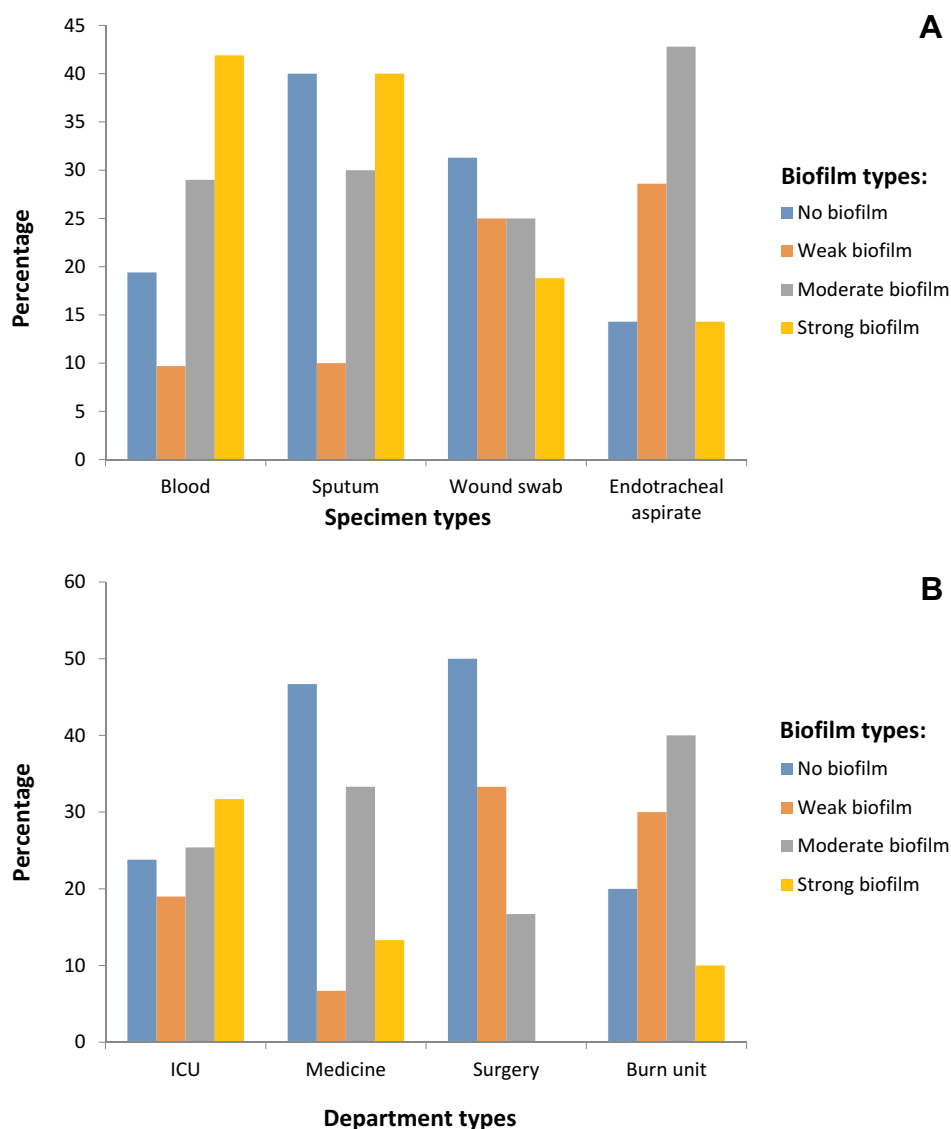 A
45
40
35
30
25
20
15
10
5
0
Percentage
Blood
Sputum
Wound swab
Endotracheal
aspirate
Specimen types
Biofilm types:
No biofilm
Weak biofilm
Moderate biofilm
Strong biofilm
B
60
50
40
30
20
10
0
Percentage
ICU
Medicine
Surgery
Burn unit
Department types
Biofilm types:
No biofilm
Weak biofilm
Moderate biofilm
Strong biofilm